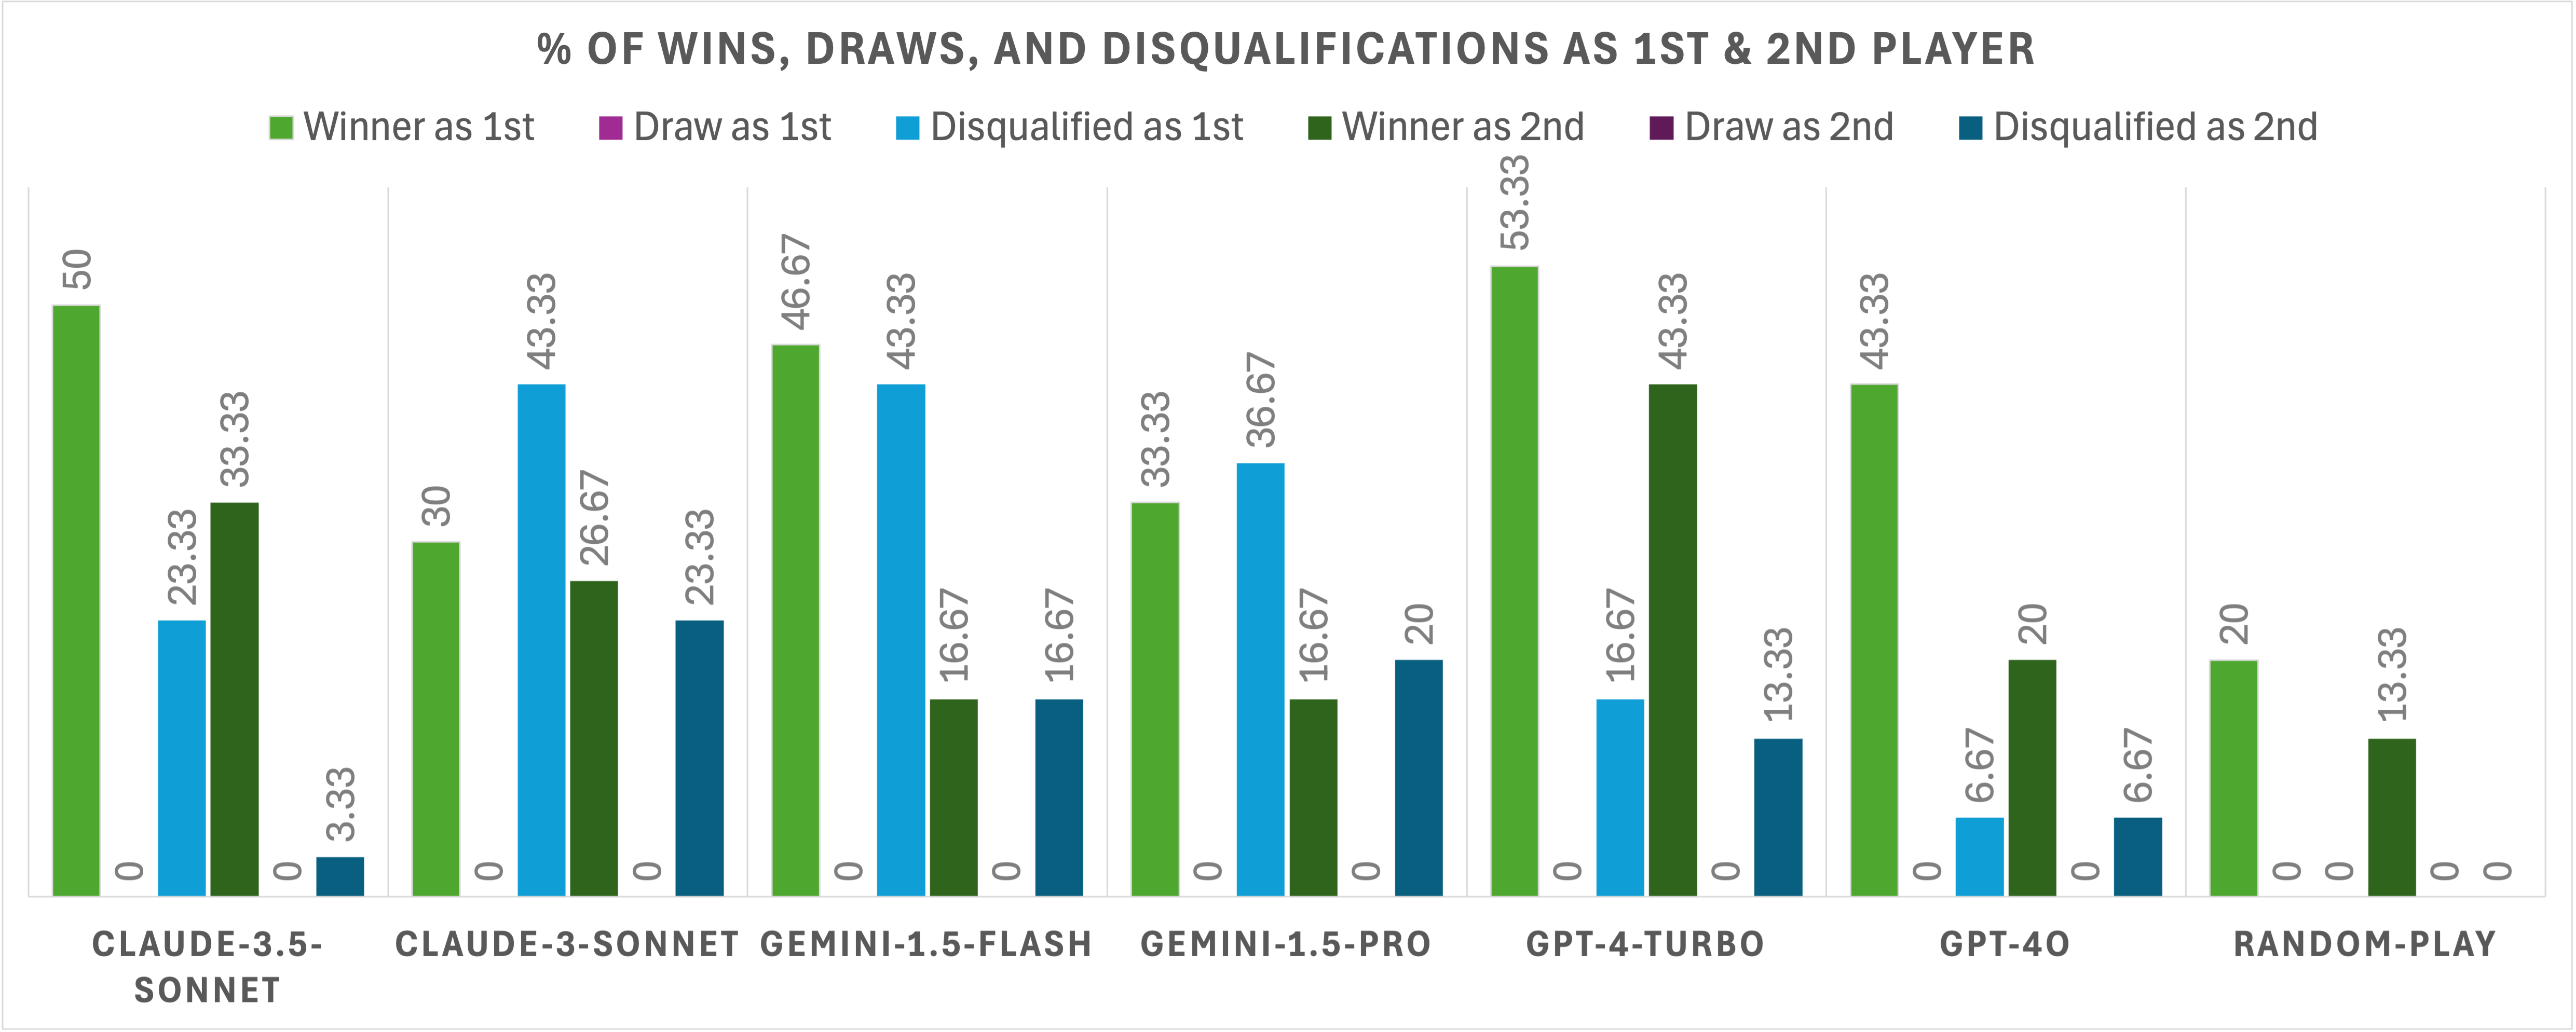 % OF WINS, DRAWS, AND DISQUALIFICATIONS AS 1ST & 2ND PLAYER
Winner as 1st
Draw as 1st
Disqualified as 1st
Winner as 2nd
Draw as 2nd
Disqualified as 2nd
50
0
23.33
33.33
0
3.33
30
0
43.33
26.67
0
23.33
46.67
0
43.33
16.67
0
16.67
33.33
0
36.67
16.67
0
20
53.33
0
16.67
43.33
0
13.33
43.33
0
6.67
20
0
6.67
20
0
0
13.33
0
0
CLAUDE-3.5-
SONNET
CLAUDE-3-SONNET
GEMINI-1.5-FLASH
GEMINI-1.5-PRO
GPT-4-TURBO
GPT-4O
RANDOM-PLAY